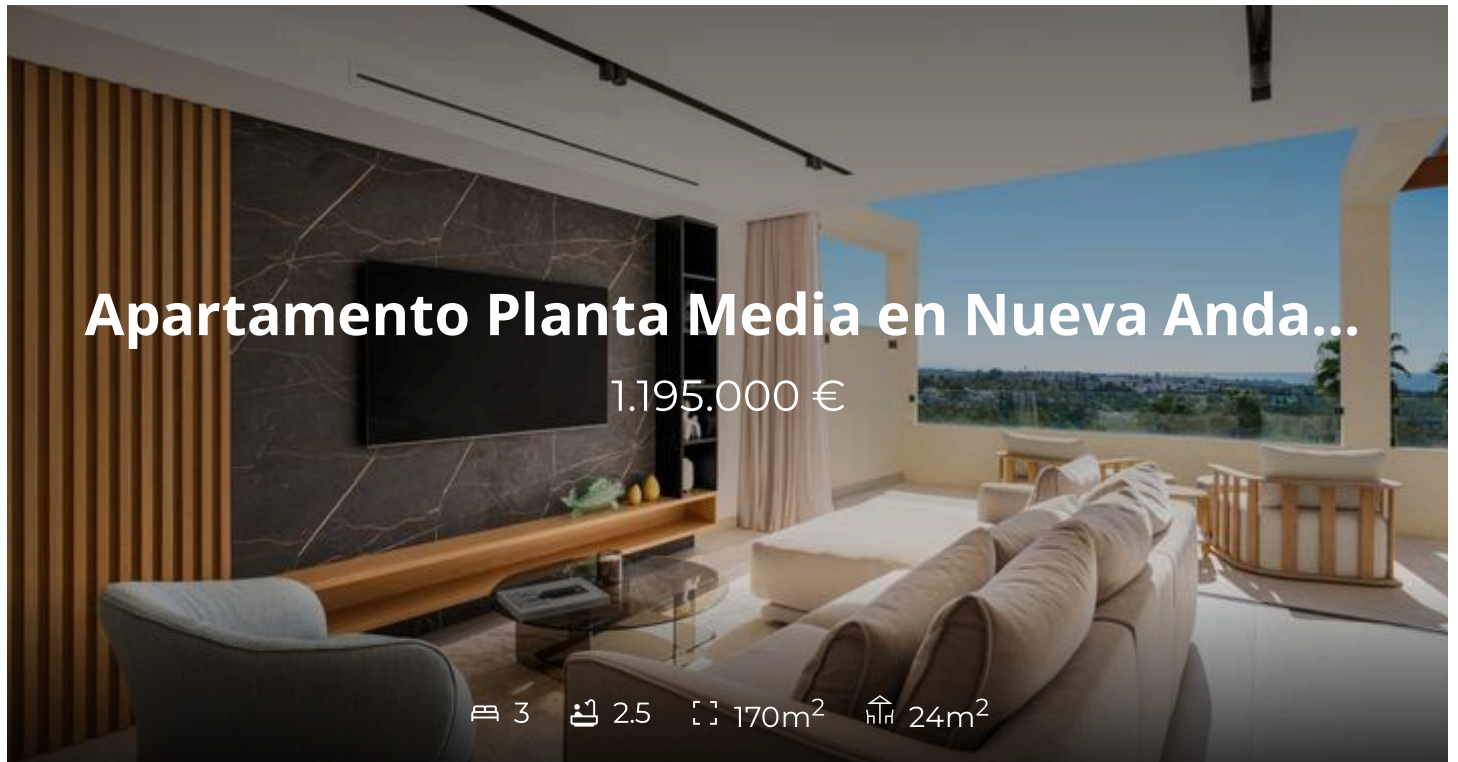 Apartamento Planta Media en Nueva Anda...
1.195.000 €
3 2.5 170m² 24m²